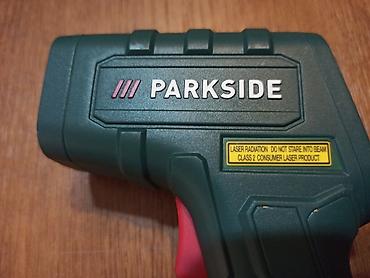 PARKSIDE
LASER RADIATION DO NOT STARE INTO BEAM
CLASS 2 CONSUMER LASER PRODUCT